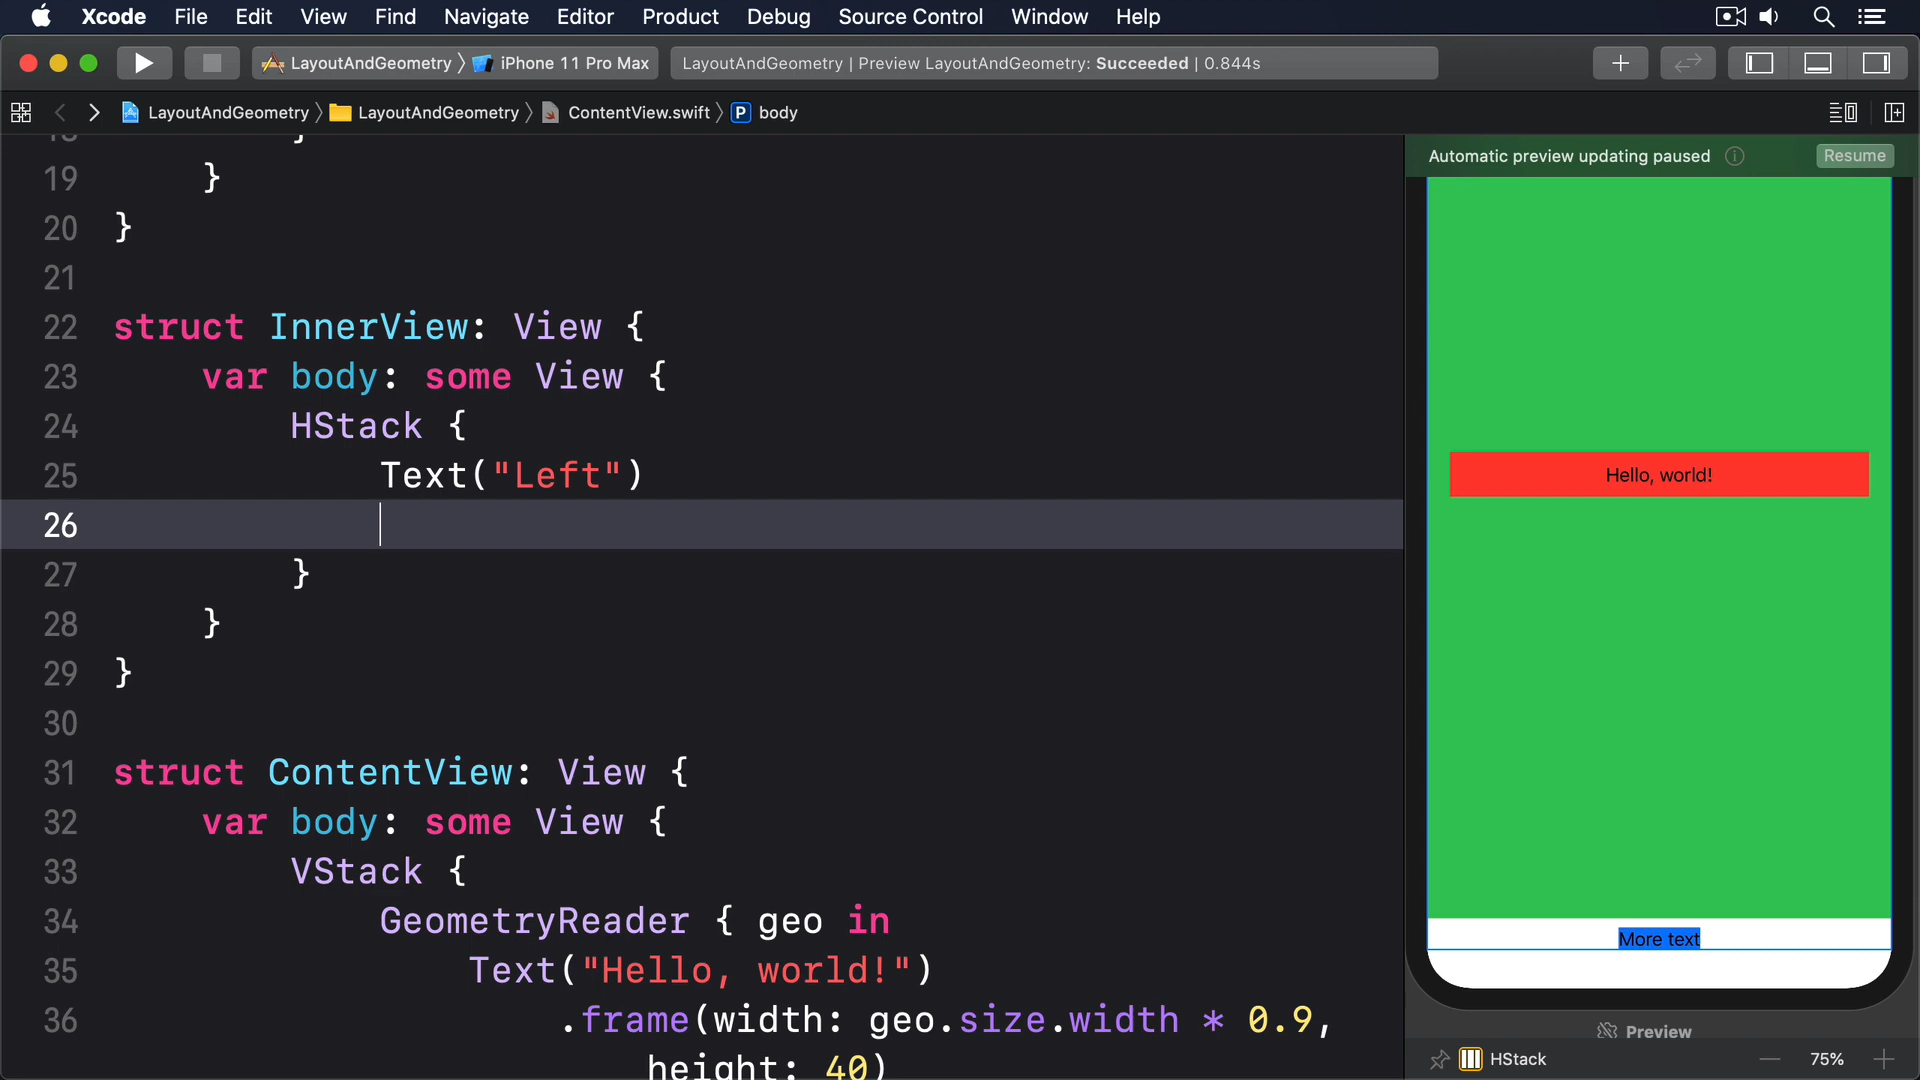 Xcode File Edit View Find Navigate Editor Product Debug Source Control Window Help
LayoutAndGeometry iPhone 11 Pro Max LayoutAndGeometry | Preview LayoutAndGeometry: Succeeded | 0.844s
LayoutAndGeometry LayoutAndGeometry ContentView.swift P body
Automatic preview updating paused Resume
18 }
19 }
20 }
21
22 struct InnerView: View {
23 var body: some View {
24 HStack {
25 Text("Left")
26
27 }
28 }
29 }
30
31 struct ContentView: View {
32 var body: some View {
33 VStack {
34 GeometryReader { geo in
35 Text("Hello, world!")
36 .frame(width: geo.size.width * 0.9,
height: 40)
Hello, world!
More text
Preview
HStack 75%